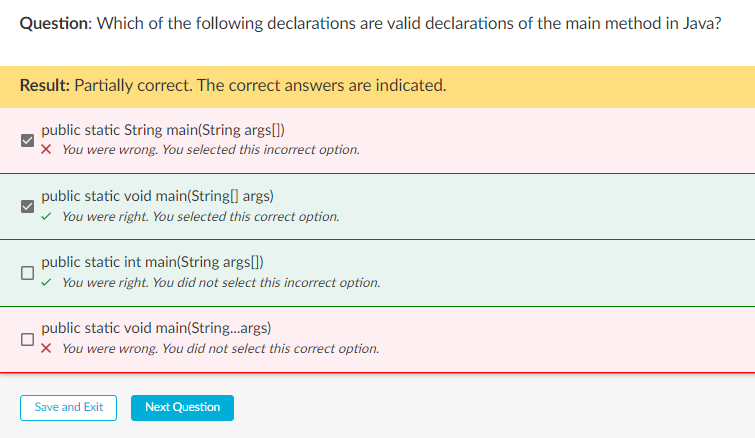 Question: Which of the following declarations are valid declarations of the main method in Java?
Result: Partially correct. The correct answers are indicated.
public static String main(String args[])
You were wrong. You selected this incorrect option.
public static void main(String[] args)
You were right. You selected this correct option.
public static int main(String args[])
You were right. You did not select this incorrect option.
public static void main(String...args)
You were wrong. You did not select this correct option.
Save and Exit
Next Question